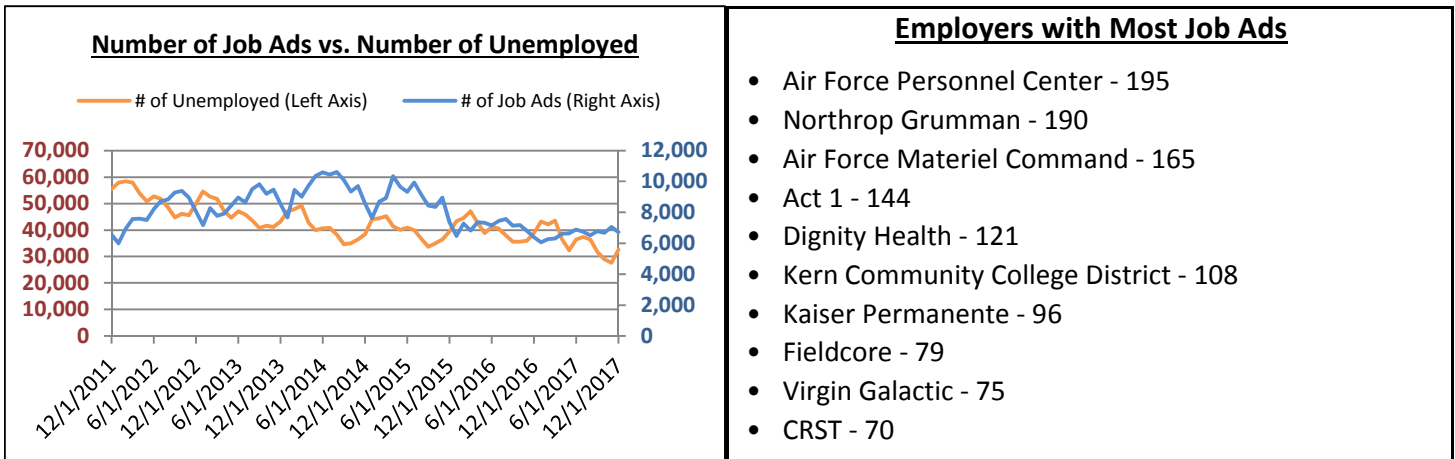 Number of Job Ads vs. Number of Unemployed
# of Unemployed (Left Axis) # of Job Ads (Right Axis)
70,000
60,000
50,000
40,000
30,000
20,000
10,000
0
12,000
10,000
8,000
6,000
4,000
2,000
0
12/1/2011
6/1/2012
12/1/2012
6/1/2013
12/1/2013
6/1/2014
12/1/2014
6/1/2015
12/1/2015
6/1/2016
12/1/2016
6/1/2017
12/1/2017
Employers with Most Job Ads
• Air Force Personnel Center - 195
• Northrop Grumman - 190
• Air Force Materiel Command - 165
• Act 1 - 144
• Dignity Health - 121
• Kern Community College District - 108
• Kaiser Permanente - 96
• Fieldcore - 79
• Virgin Galactic - 75
• CRST - 70